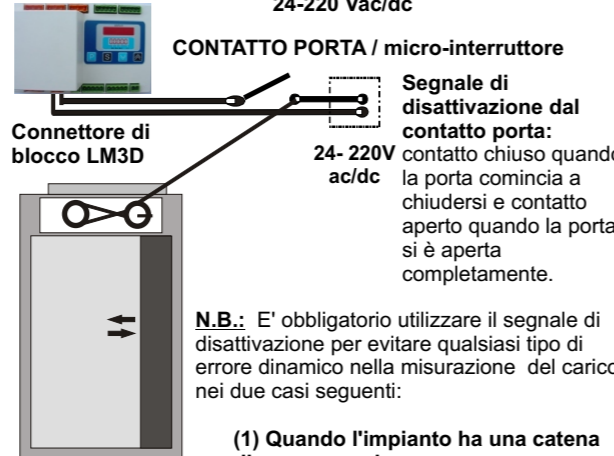 24-220 Vac/dc
CONTATTO PORTA / micro-interruttore
Connettore di
blocco LM3D
24- 220V
ac/dc
Segnale di
disattivazione dal
contatto porta:
contatto chiuso quando
la porta comincia a
chiudersi e contatto
aperto quando la porta
si è aperta
completamente.
N.B.: E' obbligatorio utilizzare il segnale di
disattivazione per evitare qualsiasi tipo di
errore dinamico nella misurazione del carico
nei due casi seguenti:
(1) Quando l'impianto ha una catena